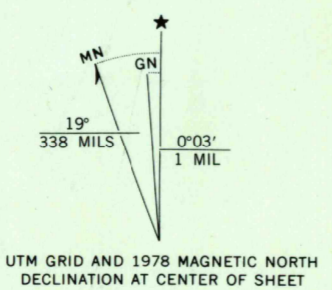 ★
MN
GN
19°
338 MILS
0°03′
1 MIL
UTM GRID AND 1978 MAGNETIC NORTH
DECLINATION AT CENTER OF SHEET